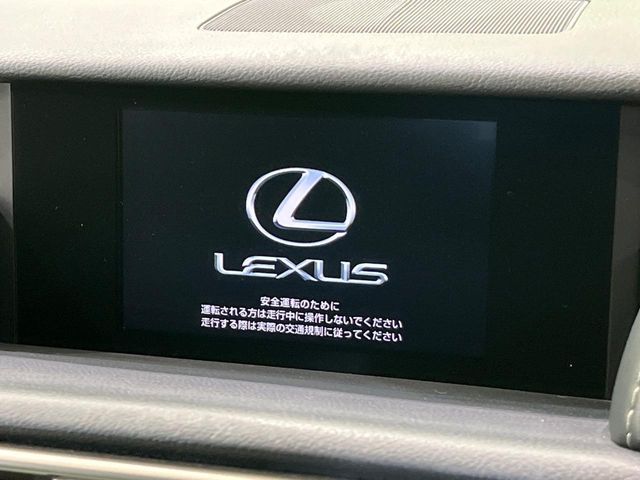 LEXUS
安全運転のために
運転される方は走行中に操作しないでください
走行する際は実際の交通規制に従ってください